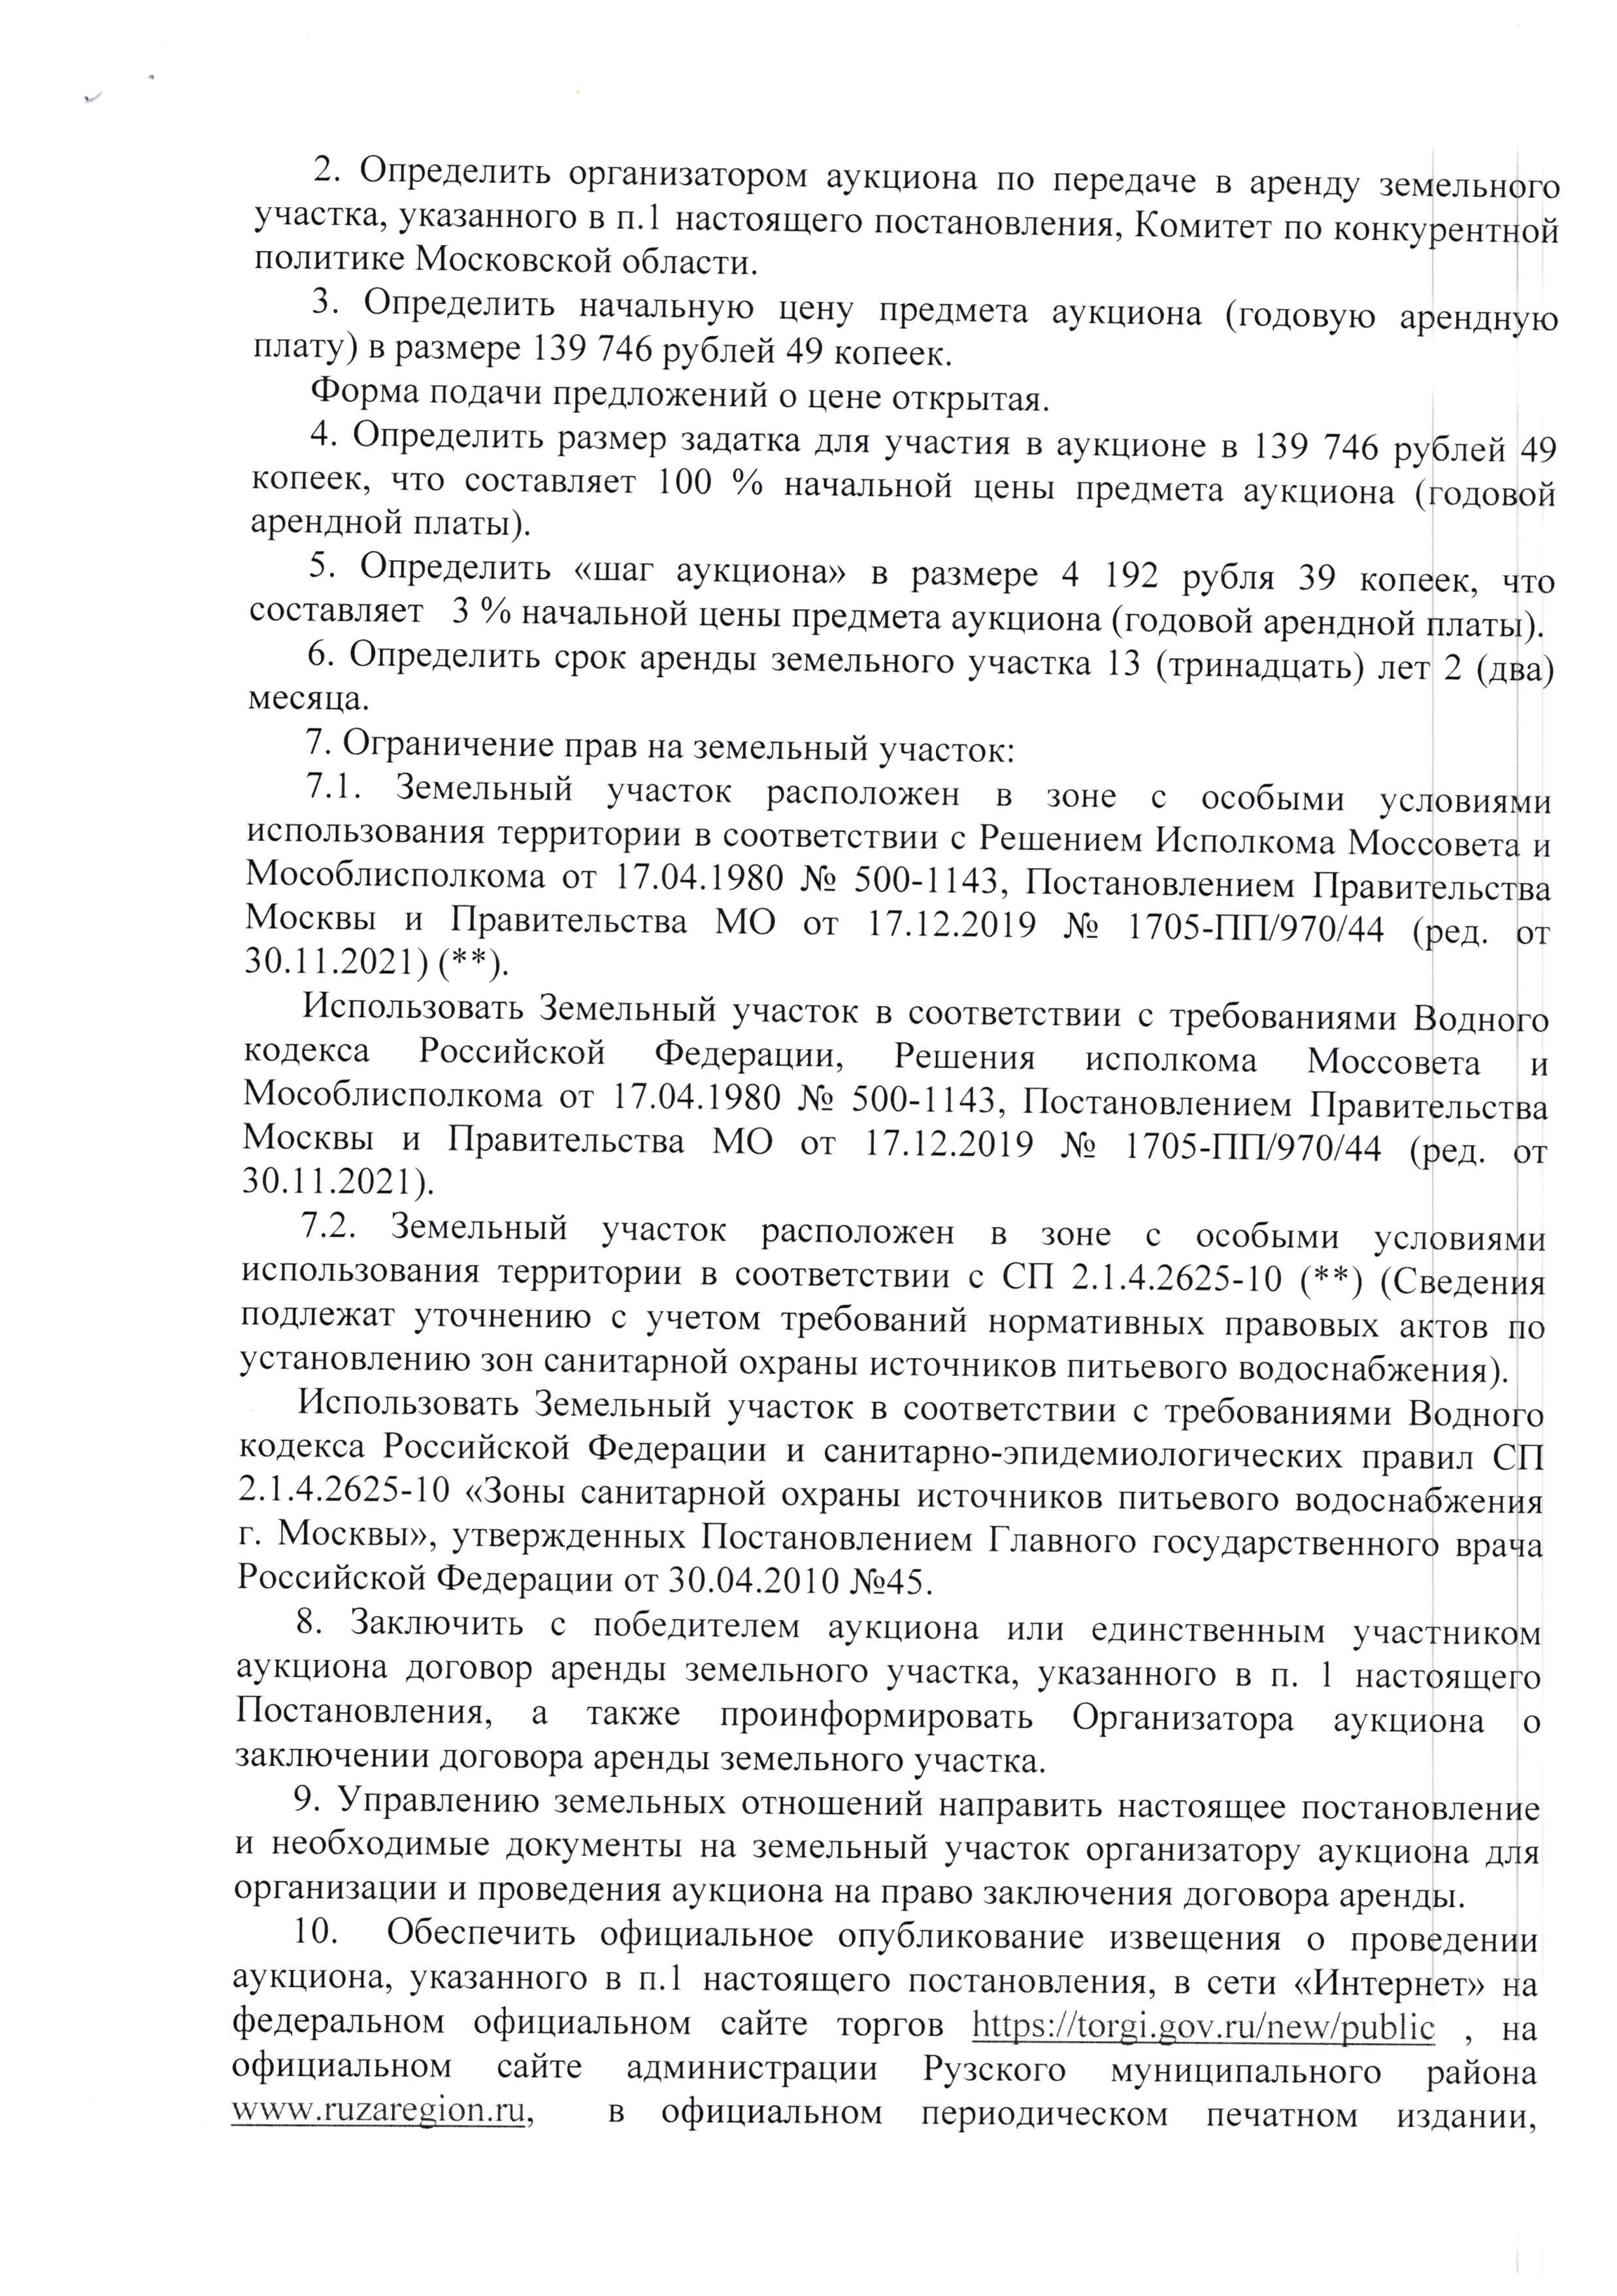 2. Определить организатором аукциона по передаче в аренду земельного
участка, указанного в п.1 настоящего постановления, Комитет по конкурентной
политике Московской области.
3. Определить начальную цену предмета аукциона (годовую арендную
плату) в размере 139 746 рублей 49 копеек.
Форма подачи предложений о цене открытая.
4. Определить размер задатка для участия в аукционе в 139 746 рублей 49
копеек, что составляет 100 % начальной цены предмета аукциона (годовой
арендной платы).
5. Определить «шаг аукциона» в размере 4 192 рубля 39 копеек, что
составляет 3 % начальной цены предмета аукциона (годовой арендной платы).
6. Определить срок аренды земельного участка 13 (тринадцать) лет 2 (два)
месяца.
7. Ограничение прав на земельный участок:
7.1. Земельный участок расположен в зоне с особыми условиями
использования территории в соответствии с Решением Исполкома Моссовета и
Мособлисполкома от 17.04.1980 № 500-1143, Постановлением Правительства
Москвы и Правительства МО от 17.12.2019 № 1705-ПП/970/44 (ред. от
30.11.2021) (**).
Использовать Земельный участок в соответствии с требованиями Водного
кодекса Российской Федерации, Решения исполкома Моссовета и
Мособлисполкома от 17.04.1980 № 500-1143, Постановлением Правительства
Москвы и Правительства МО от 17.12.2019 № 1705-ПП/970/44 (ред. от
30.11.2021).
7.2. Земельный участок расположен в зоне с особыми условиями
использования территории в соответствии с СП 2.1.4.2625-10 (**) (Сведения
подлежат уточнению с учетом требований нормативных правовых актов по
установлению зон санитарной охраны источников питьевого водоснабжения).
Использовать Земельный участок в соответствии с требованиями Водного
кодекса Российской Федерации и санитарно-эпидемиологических правил СП
2.1.4.2625-10 «Зоны санитарной охраны источников питьевого водоснабжения
г. Москвы», утвержденных Постановлением Главного государственного врача
Российской Федерации от 30.04.2010 №45.
8. Заключить с победителем аукциона или единственным участником
аукциона договор аренды земельного участка, указанного в п. 1 настоящего
Постановления, а также проинформировать Организатора аукциона о
заключении договора аренды земельного участка.
9. Управлению земельных отношений направить настоящее постановление
и необходимые документы на земельный участок организатору аукциона для
организации и проведения аукциона на право заключения договора аренды.
10. Обеспечить официальное опубликование извещения о проведении
аукциона, указанного в п.1 настоящего постановления, в сети «Интернет» на
федеральном официальном сайте торгов https://torgi.gov.ru/new/public , на
официальном сайте администрации Рузского муниципального района
www.ruzaregion.ru, в официальном периодическом печатном издании,